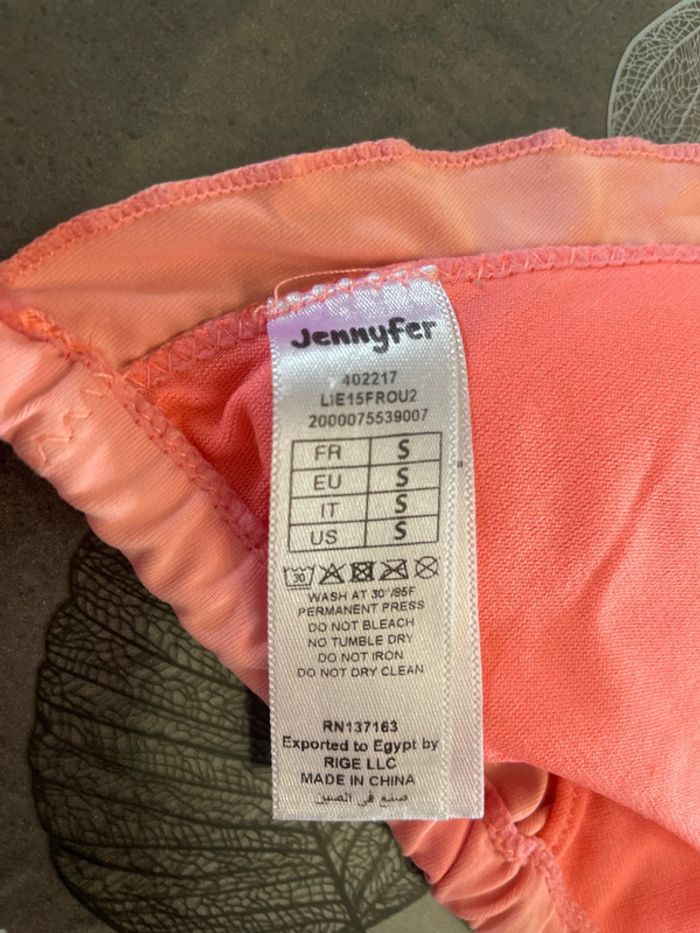 Jennyfer
402217
LIE15FROU2
2000075539007
FR S
EU S
IT S
US S
30
WASH AT 30°/85F
PERMANENT PRESS
DO NOT BLEACH
NO TUMBLE DRY
DO NOT IRON
DO NOT DRY CLEAN
RN137163
Exported to Egypt by
RIGE LLC
MADE IN CHINA
صنع في الصين